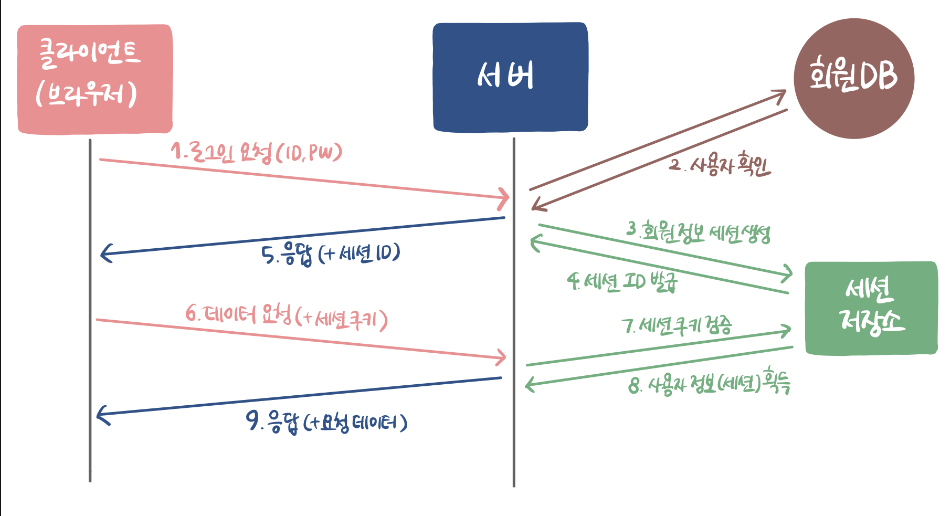 클라이언트
(브라우저)
서버
회원DB
1.로그인 요청(ID, PW)
2. 사용자 확인
3.회원정보 세션생성
4. 세션 ID 발급
5.응답(+세션ID)
세션
저장소
6.데이터 요청(+세션쿠키)
7.세션쿠키 검증
8. 사용자 정보(세션)획득
9.응답(+요청데이터)